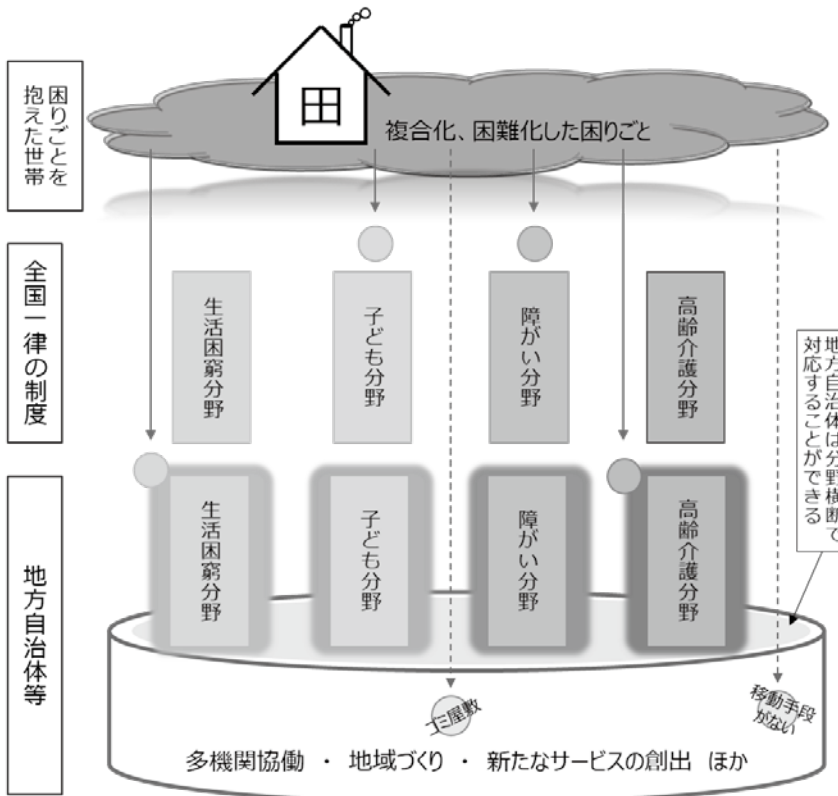 困りごとを
抱えた世帯
複合化、困難化した困りごと
全国一律の制度
生活困窮分野
子ども分野
障がい分野
高齢介護分野
地方自治体は分野横断で
対応することができる
地方自治体等
生活困窮分野
子ども分野
障がい分野
高齢介護分野
ゴミ屋敷
移動手段
がない
多機関協働 ・ 地域づくり ・ 新たなサービスの創出 ほか